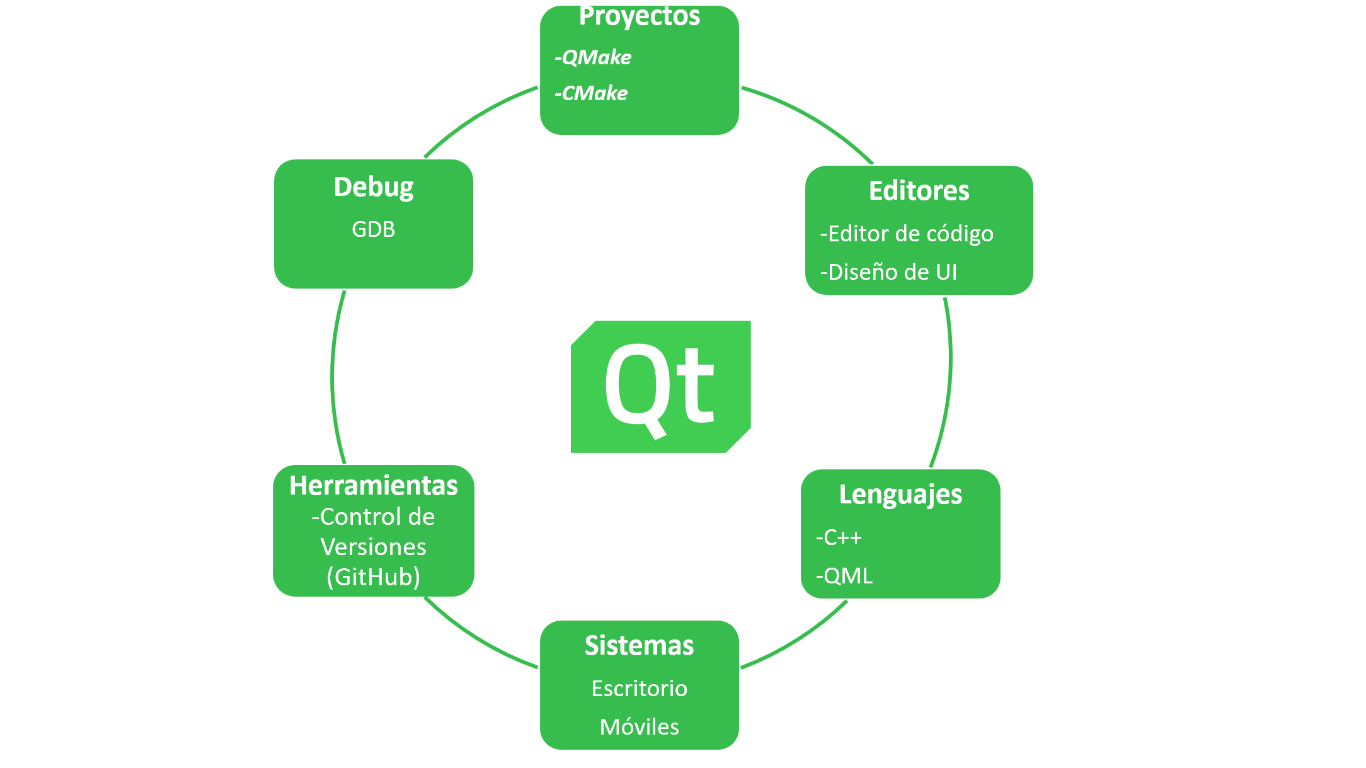 Proyectos
-QMake
-CMake
Editores
-Editor de código
-Diseño de UI
Lenguajes
-C++
-QML
Sistemas
Escritorio
Móviles
Herramientas
-Control de
Versiones
(GitHub)
Debug
GDB
Qt